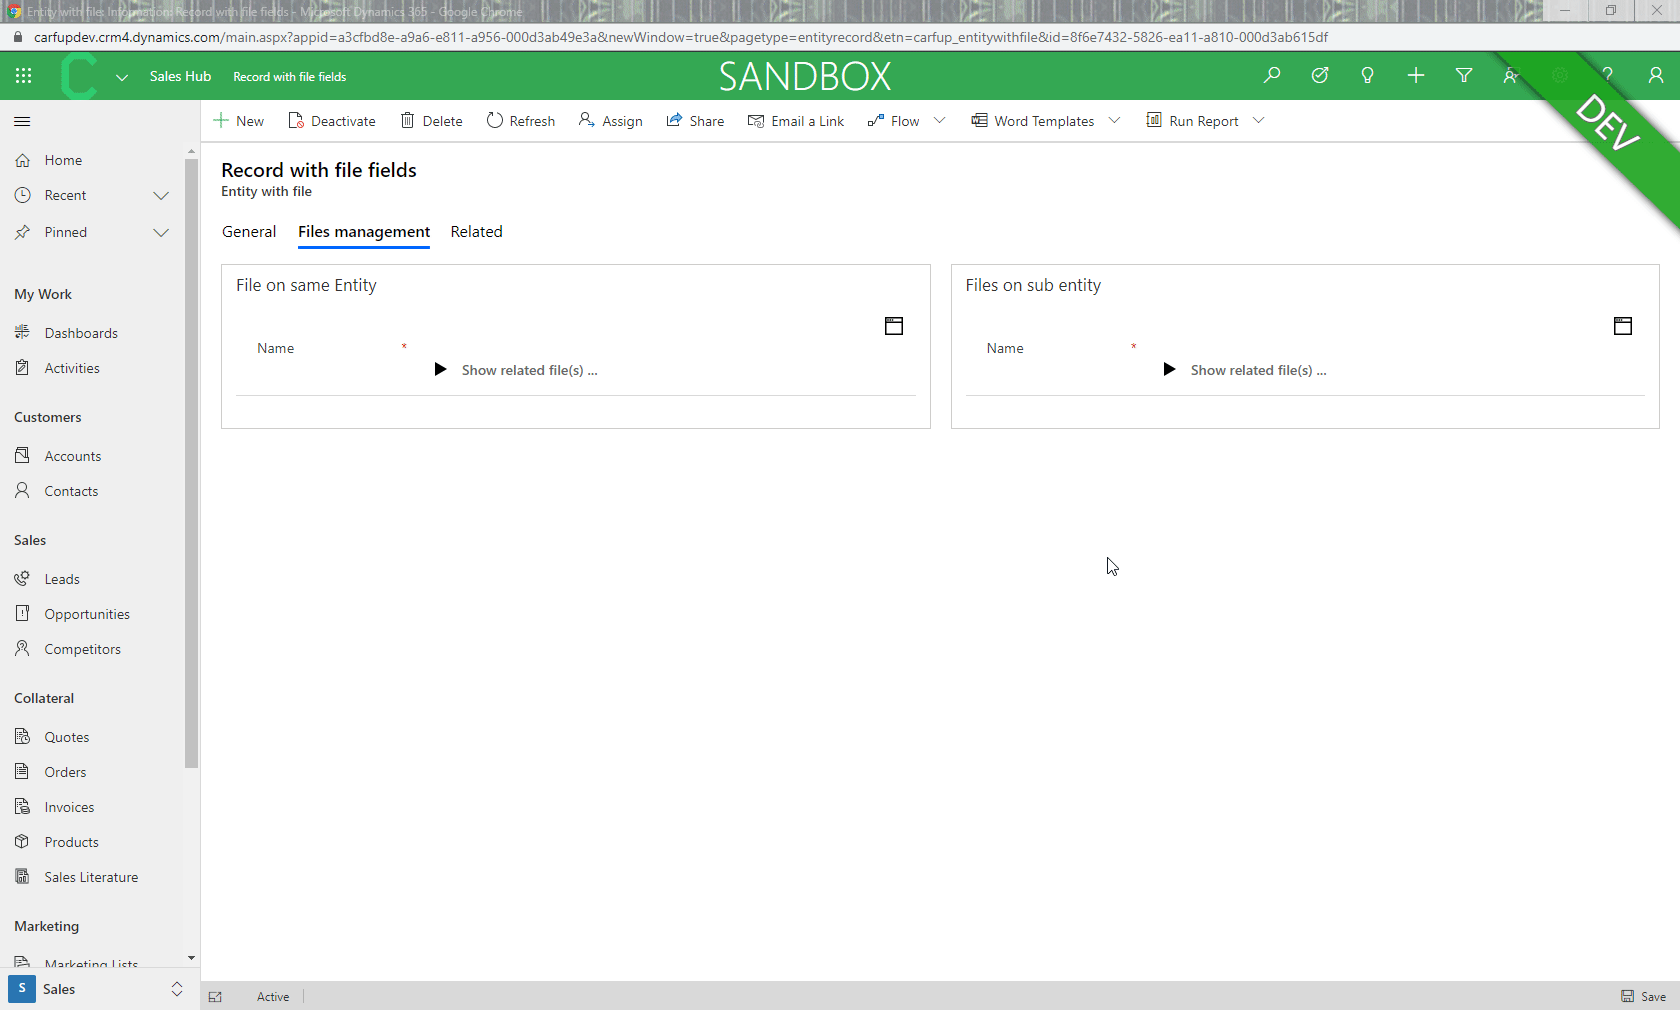 Entity with file: Information: Record with file fields - Microsoft Dynamics 365 - Google Chrome
carfupdev.crm4.dynamics.com/main.aspx?appid=a3cfbd8e-a9a6-e811-a956-000d3ab49e3a&newWindow=true&pagetype=entityrecord&etn=carfup_entitywithfile&id=8f6e7432-5826-ea11-a810-000d3ab615df
Sales Hub Record with file fields SANDBOX ?
DEV
New Deactivate Delete Refresh Assign Share Email a Link Flow Word Templates Run Report
Record with file fields
Entity with file
General Files management Related
File on same Entity
Name *
Show related file(s) ...
Files on sub entity
Name *
Show related file(s) ...
Home
Recent
Pinned
My Work
Dashboards
Activities
Customers
Accounts
Contacts
Sales
Leads
Opportunities
Competitors
Collateral
Quotes
Orders
Invoices
Products
Sales Literature
Marketing
Marketing Lists
S Sales
Active
Save